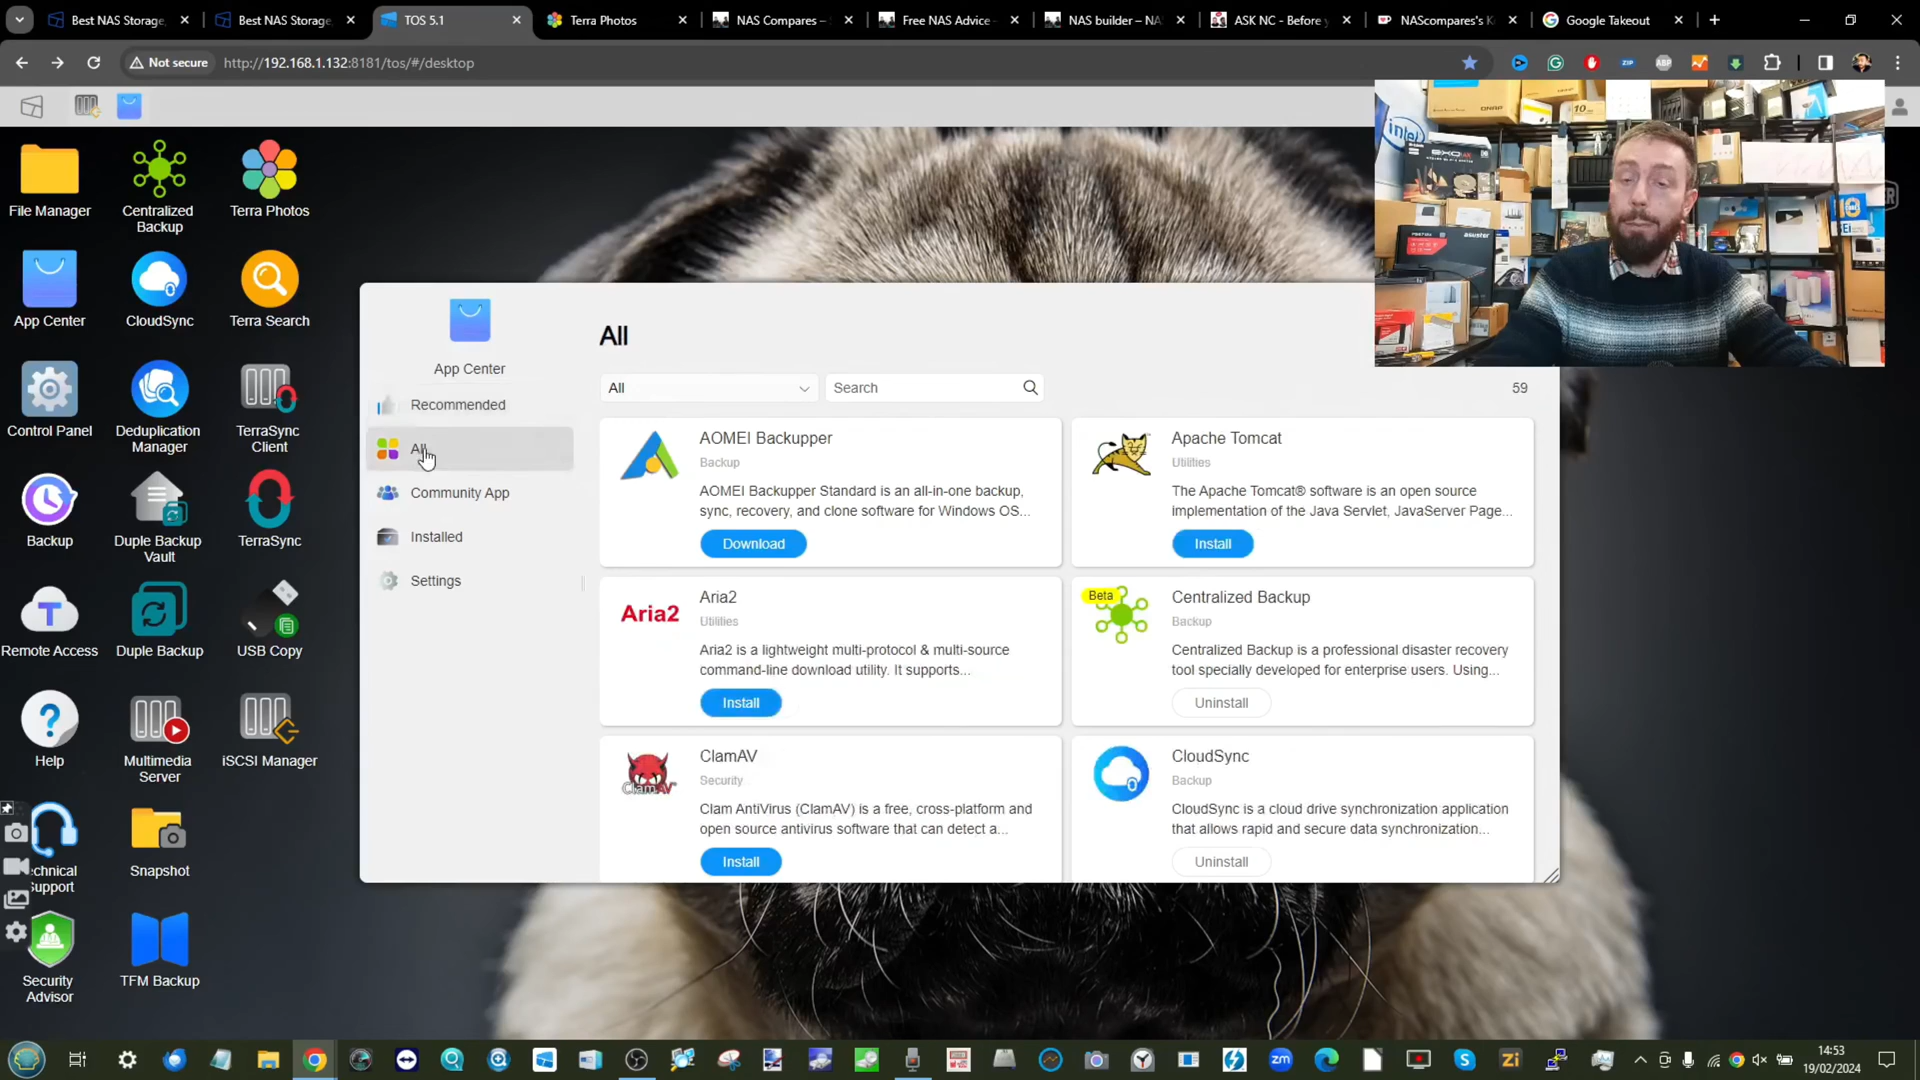 Best NAS Storage
Best NAS Storage
TOS 5.1
Terra Photos
NAS Compares –
Free NAS Advice
NAS builder – NA
ASK NC - Before
NAScompares's K
Google Takeout
Not secure
http://192.168.1.132:8181/tos/#/desktop
File Manager
Centralized
Backup
Terra Photos
App Center
CloudSync
Terra Search
Control Panel
Deduplication
Manager
TerraSync
Client
Backup
Duple Backup
Vault
TerraSync
Remote Access
Duple Backup
USB Copy
Help
Multimedia
Server
iSCSI Manager
chnical
Support
Snapshot
Security
Advisor
TFM Backup
App Center
Recommended
All
Community App
Installed
Settings
All
All
Search
59
AOMEI Backupper
Backup
AOMEI Backupper Standard is an all-in-one backup,
sync, recovery, and clone software for Windows OS...
Download
Apache Tomcat
Utilities
The Apache Tomcat® software is an open source
implementation of the Java Servlet, JavaServer Page...
Install
Aria2
Aria2
Utilities
Aria2 is a lightweight multi-protocol & multi-source
command-line download utility. It supports...
Install
Beta
Centralized Backup
Backup
Centralized Backup is a professional disaster recovery
tool specially developed for enterprise users. Using...
Uninstall
ClamAV
ClamAV
Security
Clam AntiVirus (ClamAV) is a free, cross-platform and
open source antivirus software that can detect a...
Install
CloudSync
Backup
CloudSync is a cloud drive synchronization application
that allows rapid and secure data synchronization...
Uninstall
intel
14:53
19/02/2024